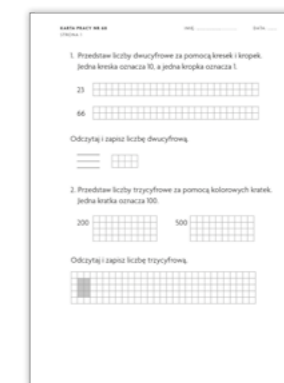 KARTA PRACY NR 60
IMIĘ DATA
STRONA 1
1. Przedstaw liczby dwucyfrowe za pomocą kresek i kropek.
Jedna kreska oznacza 10, a jedna kropka oznacza 1.
23
66
Odczytaj i zapisz liczbę dwucyfrową.
2. Przedstaw liczby trzycyfrowe za pomocą kolorowych kratek.
Jedna kratka oznacza 100.
200 500
Odczytaj i zapisz liczbę trzycyfrową.